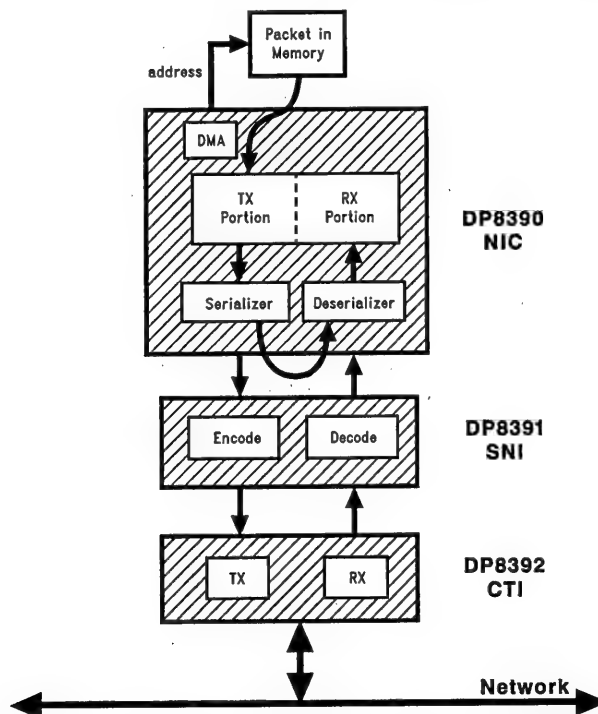 Packet in
Memory
address
DMA
TX
Portion
RX
Portion
DP8390
NIC
Serializer
Deserializer
Encode
Decode
DP8391
SNI
TX
RX
DP8392
CTI
Network